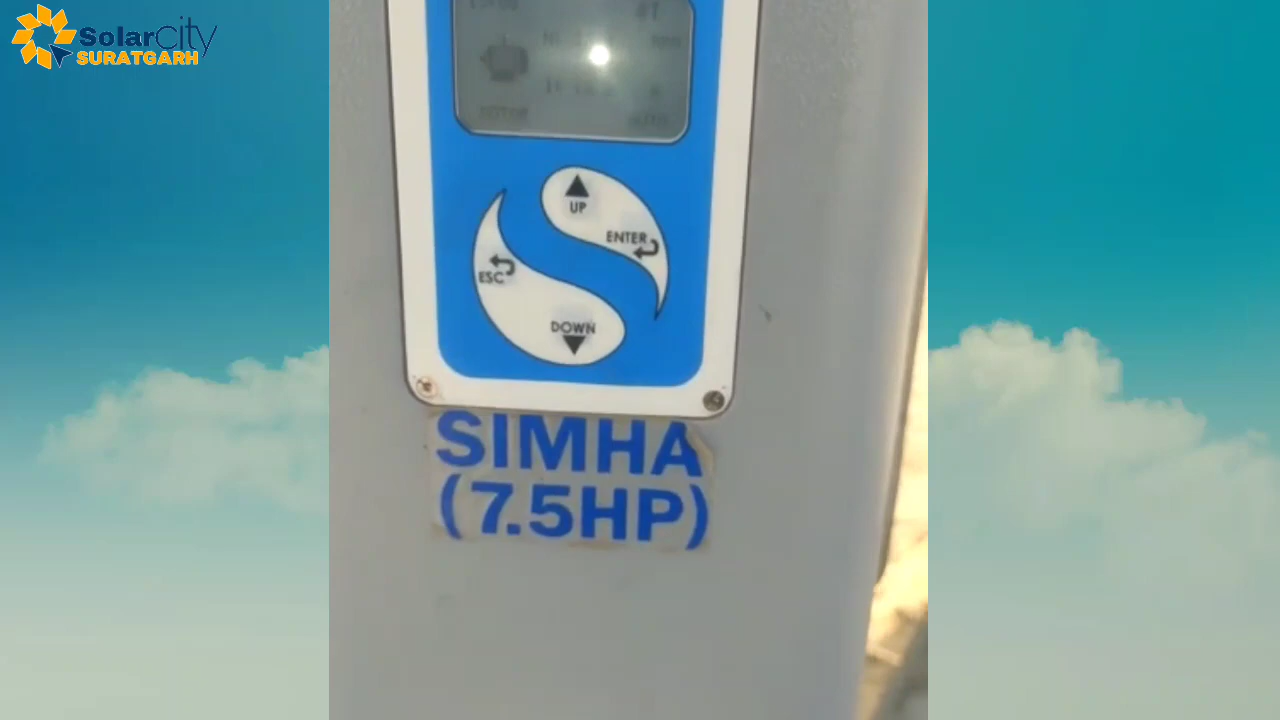 SolarCity
SURATGARH
UP
ENTER
ESC
DOWN
SIMHA
(7.5HP)